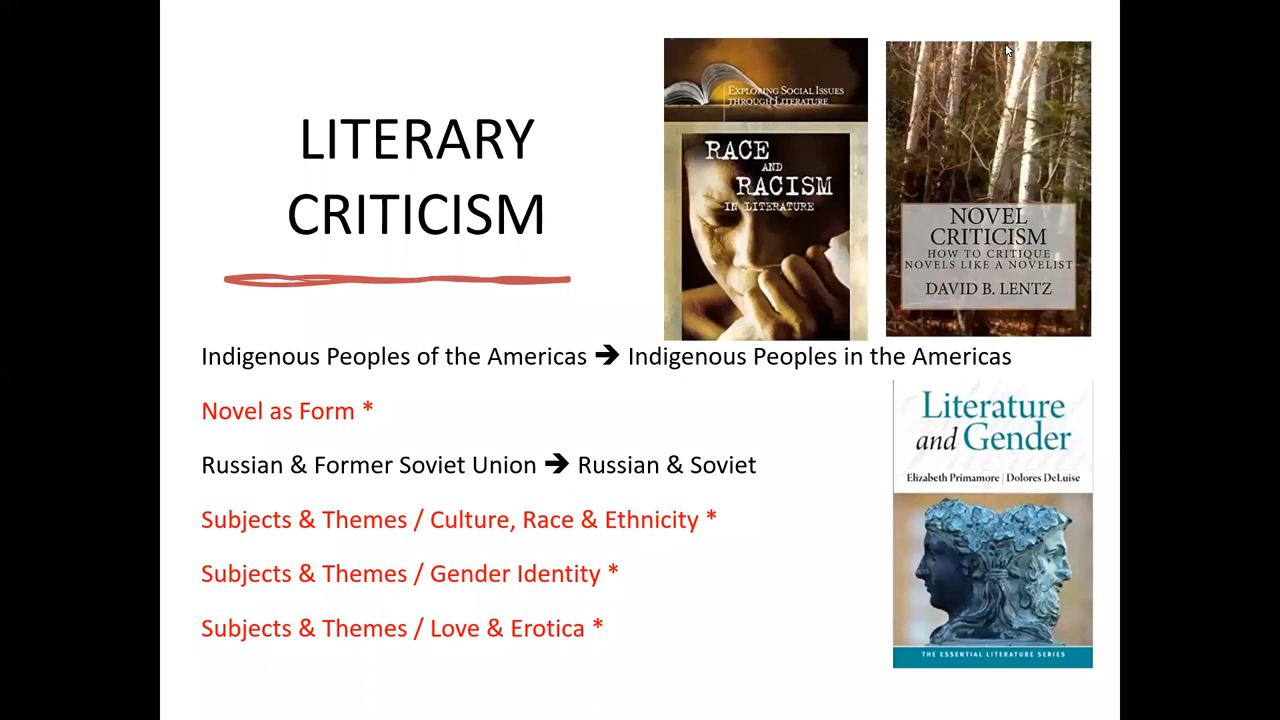 LITERARY
CRITICISM
EXPLORING SOCIAL ISSUES
THROUGH LITERATURE
RACE
AND
RACISM
IN LITERATURE
NOVEL
CRITICISM
HOW TO CRITIQUE
NOVELS LIKE A NOVELIST
DAVID B. LENTZ
Indigenous Peoples of the Americas 🡺 Indigenous Peoples in the Americas
Novel as Form *
Russian & Former Soviet Union 🡺 Russian & Soviet
Subjects & Themes / Culture, Race & Ethnicity *
Subjects & Themes / Gender Identity *
Subjects & Themes / Love & Erotica *
Literature
and Gender
Elizabeth Primamore | Dolores DeLuise
THE ESSENTIAL LITERATURE SERIES